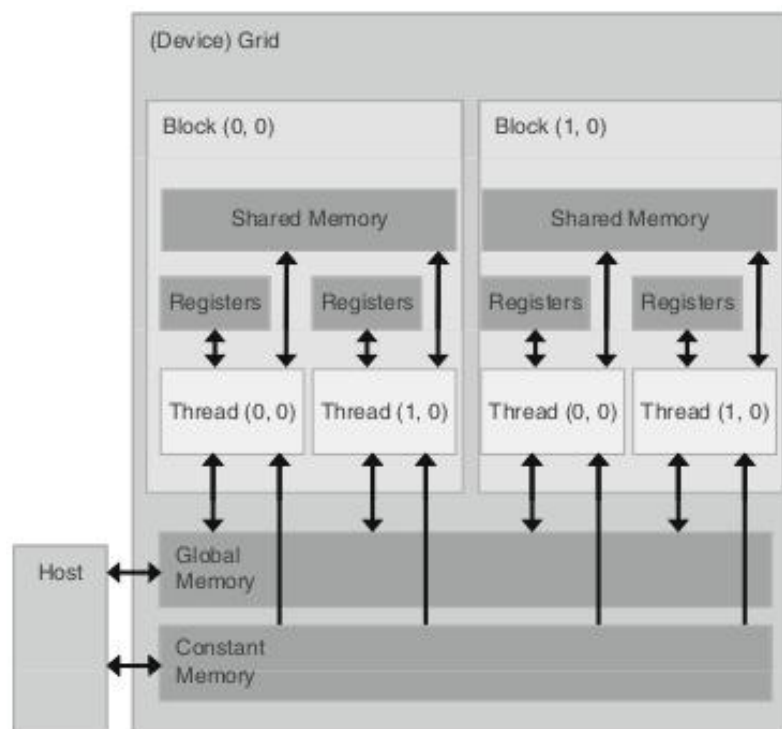 (Device) Grid
Block (0, 0)
Block (1, 0)
Shared Memory
Shared Memory
Registers
Registers
Registers
Registers
Thread (0, 0)
Thread (1, 0)
Thread (0, 0)
Thread (1, 0)
Host
Global
Memory
Constant
Memory